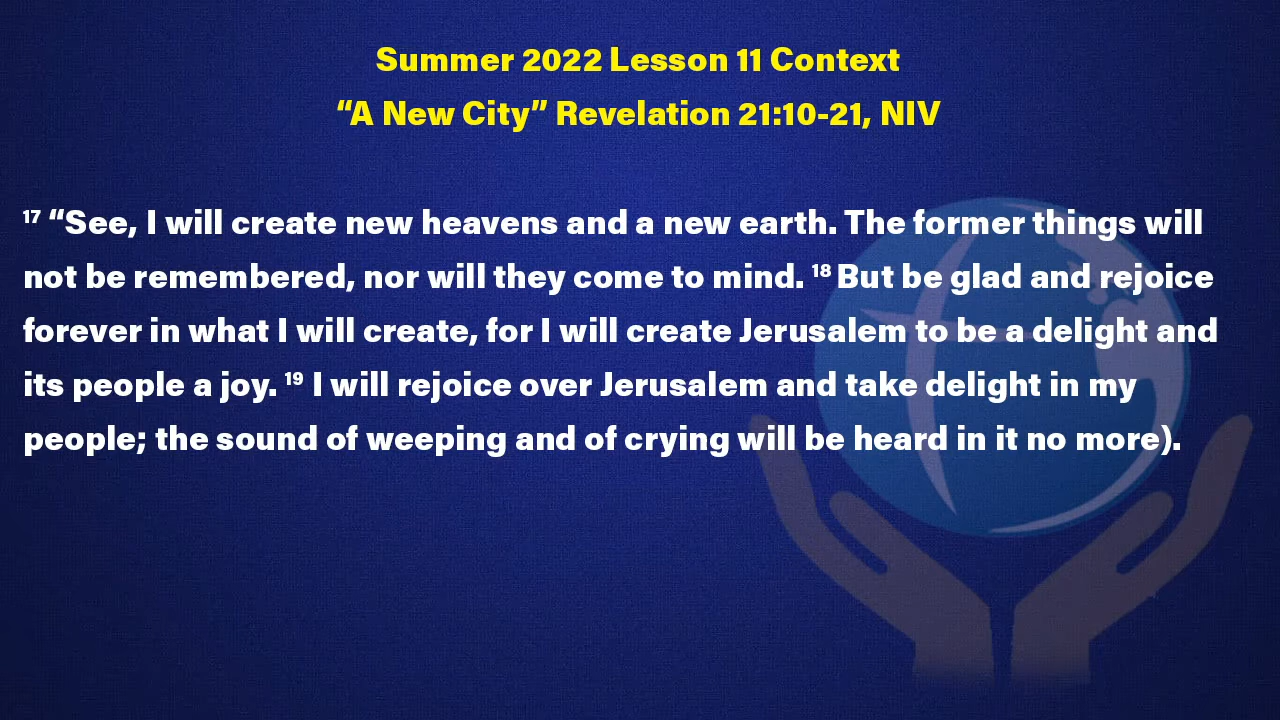 Summer 2022 Lesson 11 Context
“A New City” Revelation 21:10-21, NIV
17 “See, I will create new heavens and a new earth. The former things will
not be remembered, nor will they come to mind. 18 But be glad and rejoice
forever in what I will create, for I will create Jerusalem to be a delight and
its people a joy. 19 I will rejoice over Jerusalem and take delight in my
people; the sound of weeping and of crying will be heard in it no more).